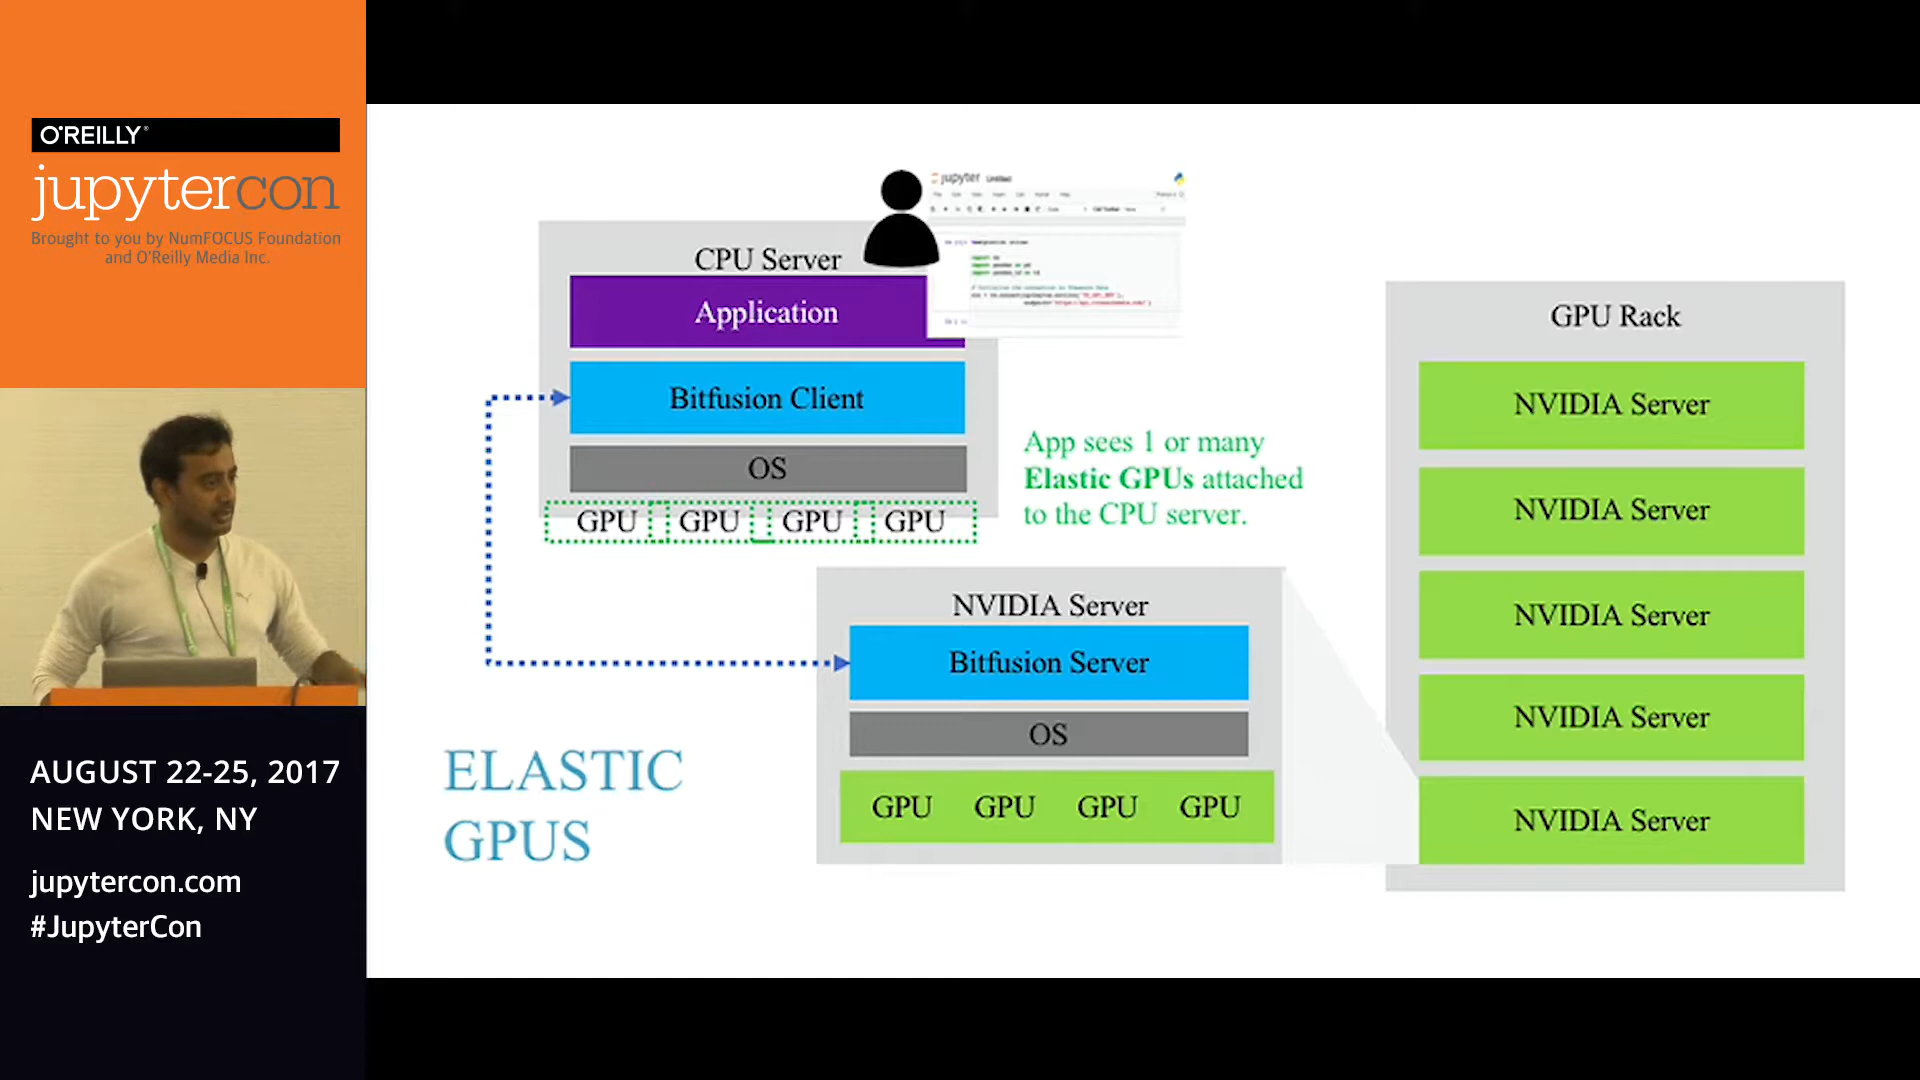 O'REILLY®
jupytercon
Brought to you by NumFOCUS Foundation
and O'Reilly Media Inc.
AUGUST 22-25, 2017
NEW YORK, NY
jupytercon.com
#JupyterCon
jupyter Untitled
CPU Server
Application
Bitfusion Client
OS
GPU GPU GPU GPU
App sees 1 or many
Elastic GPUs attached
to the CPU server.
NVIDIA Server
Bitfusion Server
OS
GPU GPU GPU GPU
ELASTIC
GPUS
GPU Rack
NVIDIA Server
NVIDIA Server
NVIDIA Server
NVIDIA Server
NVIDIA Server